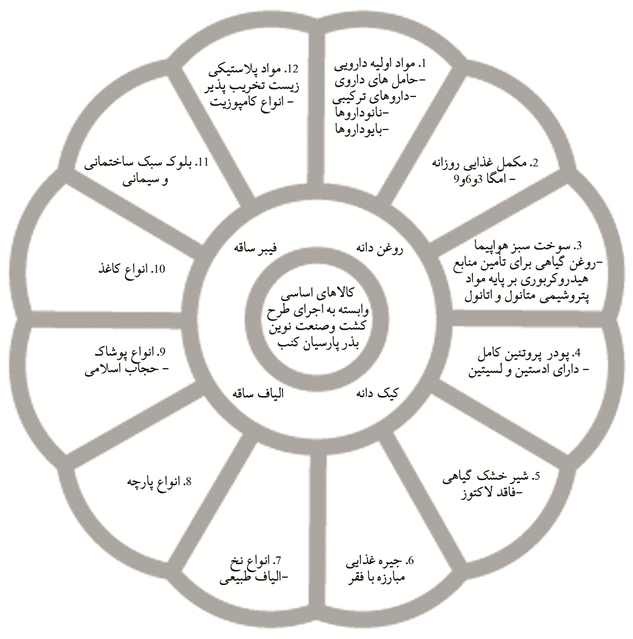 کالاهای اساسی
وابسته به اجرای طرح
کشت وصنعت نوین
بذر پارسیان کنب
روغن دانه
فیبر ساقه
کیک دانه
الیاف ساقه
1. مواد اولیه دارویی
-حامل های داروی
-داروهای ترکیبی
-نانوداروها
-بایوداروها
2. مکمل غذایی روزانه
- امگا 3و6و9
3. سوخت سبز هواپیما
-روغن گیاهی برای تأمین منابع
هیدروکربوری بر پایه مواد
پتروشیمی متانول و اتانول
4. پودر پروتئین کامل
- دارای ادستین و لسیتین
5. شیر خشک گیاهی
-فاقد لاکتوز
6. جیره غذایی
مبارزه با فقر
7. انواع نخ
-الیاف طبیعی
8. انواع پارچه
9. انواع پوشاک
- حجاب اسلامی
10. انواع کاغذ
11. بلوک سبک ساختمانی
و سیمانی
12. مواد پلاستیکی
زیست تخریب پذیر
- انواع کامپوزیت